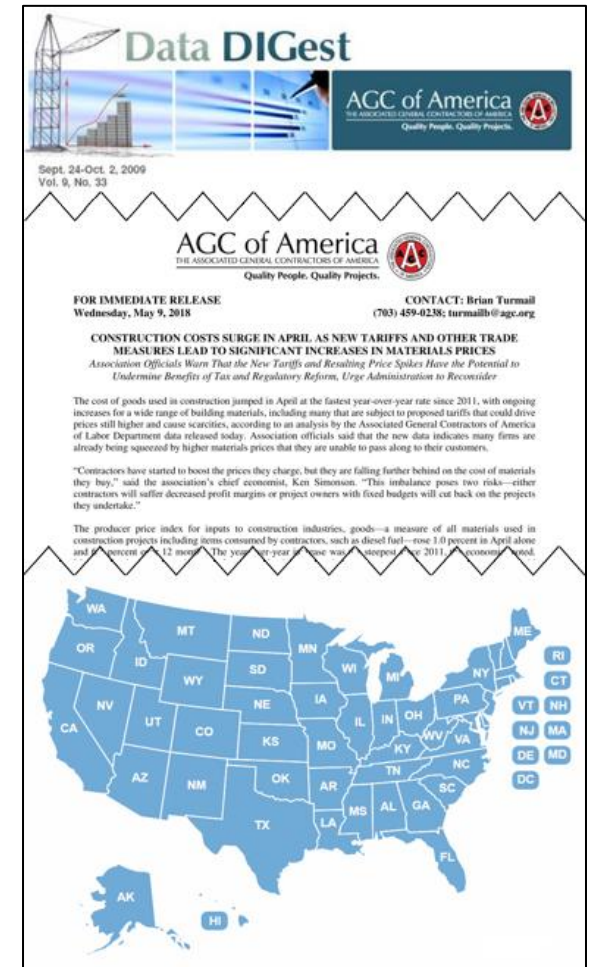 Data DIGest
AGC of America
THE ASSOCIATED GENERAL CONTRACTORS OF AMERICA
Quality People. Quality Projects.
Sept. 24-Oct. 2, 2009
Vol. 9, No. 33
AGC of America
THE ASSOCIATED GENERAL CONTRACTORS OF AMERICA
Quality People. Quality Projects.
FOR IMMEDIATE RELEASE CONTACT: Brian Turmail
Wednesday, May 9, 2018 (703) 459-0238; turmailb@agc.org
CONSTRUCTION COSTS SURGE IN APRIL AS NEW TARIFFS AND OTHER TRADE
MEASURES LEAD TO SIGNIFICANT INCREASES IN MATERIALS PRICES
Association Officials Warn That the New Tariffs and Resulting Price Spikes Have the Potential to
Undermine Benefits of Tax and Regulatory Reform, Urge Administration to Reconsider
The cost of goods used in construction jumped in April at the fastest year-over-year rate since 2011, with ongoing
increases for a wide range of building materials, including many that are subject to proposed tariffs that could drive
prices still higher and cause scarcities, according to an analysis by the Associated General Contractors of America
of Labor Department data released today. Association officials said that the new data indicates many firms are
already being squeezed by higher materials prices that they are unable to pass along to their customers.
“Contractors have started to boost the prices they charge, but they are falling further behind on the cost of materials
they buy,” said the association’s chief economist, Ken Simonson. “This imbalance poses two risks—either
contractors will suffer decreased profit margins or project owners with fixed budgets will cut back on the projects
they undertake.”
The producer price index for inputs to construction industries, goods—a measure of all materials used in
construction projects including items consumed by contractors, such as diesel fuel—rose 1.0 percent in April alone
and percent 12 The was steepest 2011,
WA
MT
ND
MN
ME
OR
ID
SD
WI
MI
NY
RI
WY
CT
NV
NE
IA
PA
VT NH
CA
UT
CO
IL
IN
OH
WV
VA
NJ MA
KS
MO
KY
DE MD
AZ
NM
OK
AR
TN
NC
DC
SC
TX
LA
MS
AL
GA
FL
AK
HI